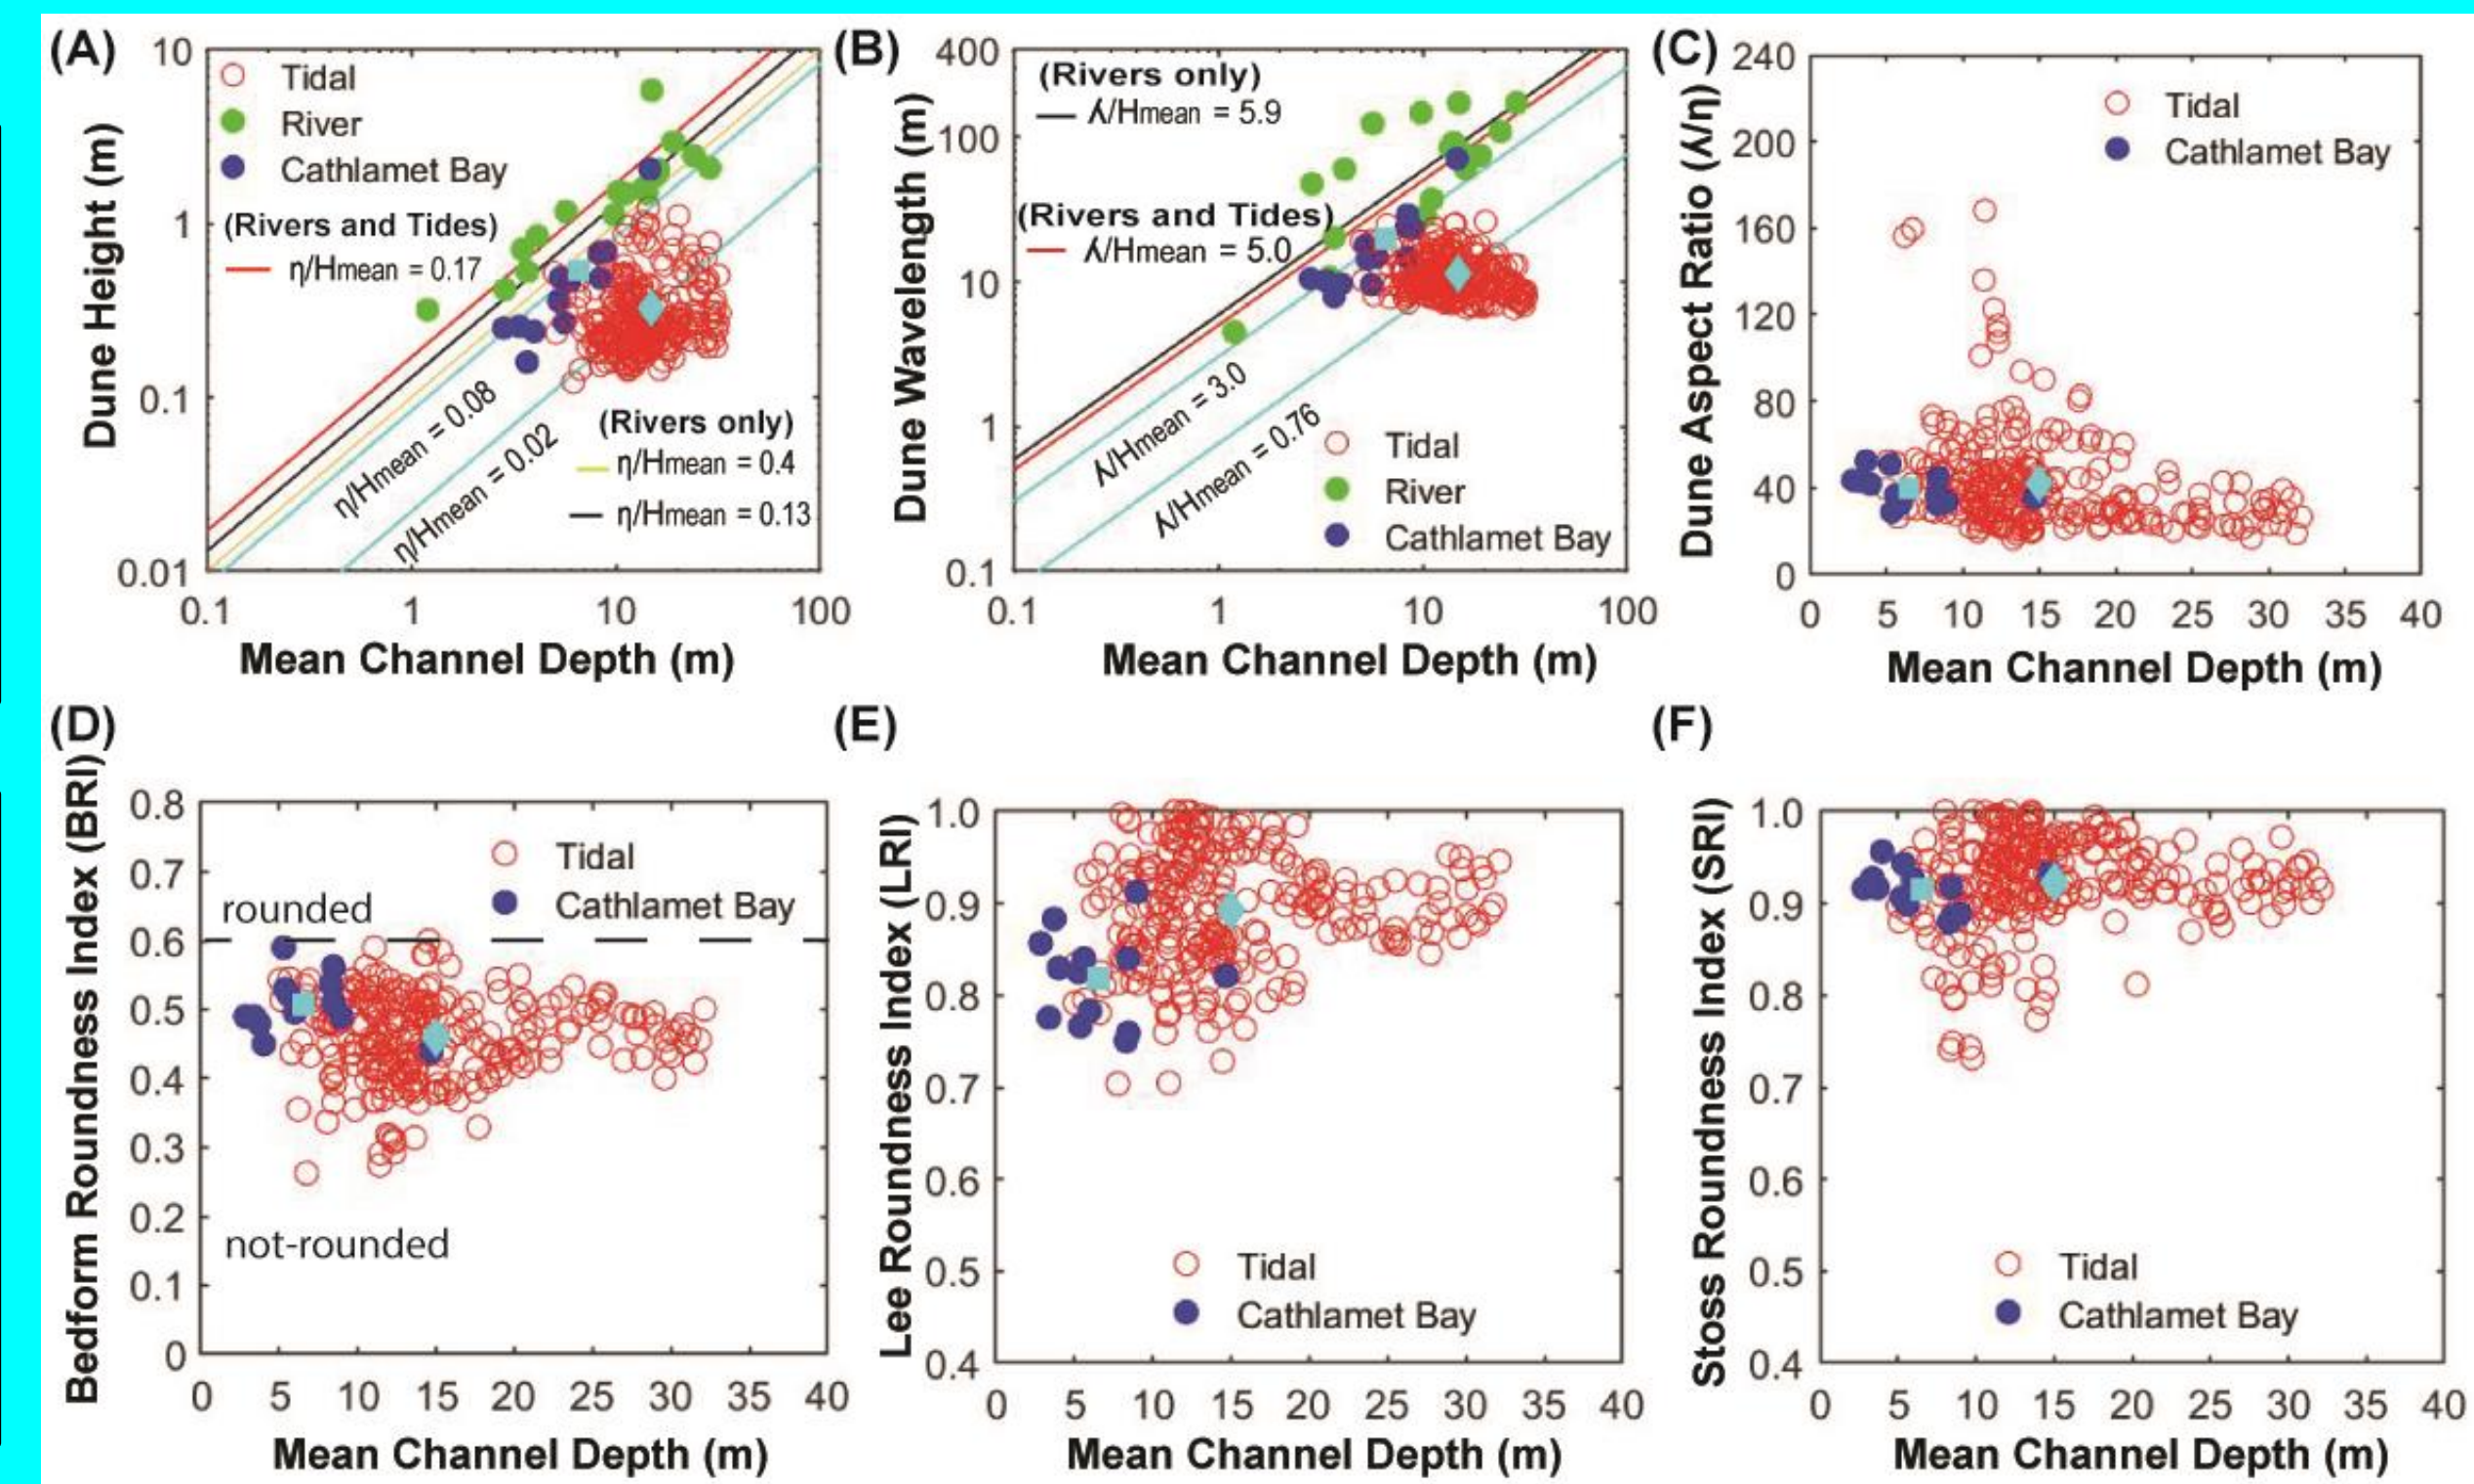 (A)
10
1
0.1
0.01
Dune Height (m)
Tidal
River
Cathlamet Bay
(Rivers and Tides)
η/Hmean = 0.17
η/Hmean = 0.08
η/Hmean = 0.02
(Rivers only)
η/Hmean = 0.4
η/Hmean = 0.13
0.1 1 10 100
Mean Channel Depth (m)
(B)
400
100
10
1
0.1
Dune Wavelength (m)
(Rivers only)
ʎ/Hmean = 5.9
(Rivers and Tides)
ʎ/Hmean = 5.0
ʎ/Hmean = 3.0
ʎ/Hmean = 0.76
Tidal
River
Cathlamet Bay
0.1 1 10 100
Mean Channel Depth (m)
(C)
240
200
160
120
80
40
0
Dune Aspect Ratio (ʎ/η)
Tidal
Cathlamet Bay
0 5 10 15 20 25 30 35 40
Mean Channel Depth (m)
(D)
0.8
0.7
0.6
0.5
0.4
0.3
0.2
0.1
0
Bedform Roundness Index (BRI)
Tidal
Cathlamet Bay
rounded
not-rounded
0 5 10 15 20 25 30 35 40
Mean Channel Depth (m)
(E)
1.0
0.9
0.8
0.7
0.6
0.5
0.4
Lee Roundness Index (LRI)
Tidal
Cathlamet Bay
0 5 10 15 20 25 30 35 40
Mean Channel Depth (m)
(F)
1.0
0.9
0.8
0.7
0.6
0.5
0.4
Stoss Roundness Index (SRI)
Tidal
Cathlamet Bay
0 5 10 15 20 25 30 35 40
Mean Channel Depth (m)